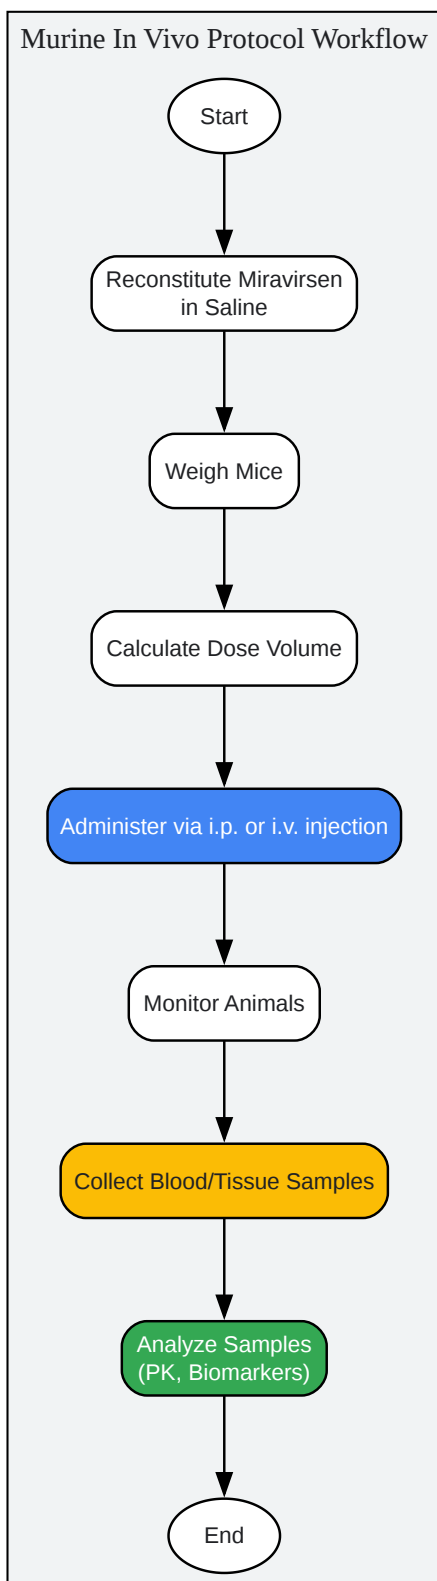 Murine In Vivo Protocol Workflow
Start
Reconstitute Miravirsen
in Saline
Weigh Mice
Calculate Dose Volume
Administer via i.p. or i.v. injection
Monitor Animals
Collect Blood/Tissue Samples
Analyze Samples
(PK, Biomarkers)
End